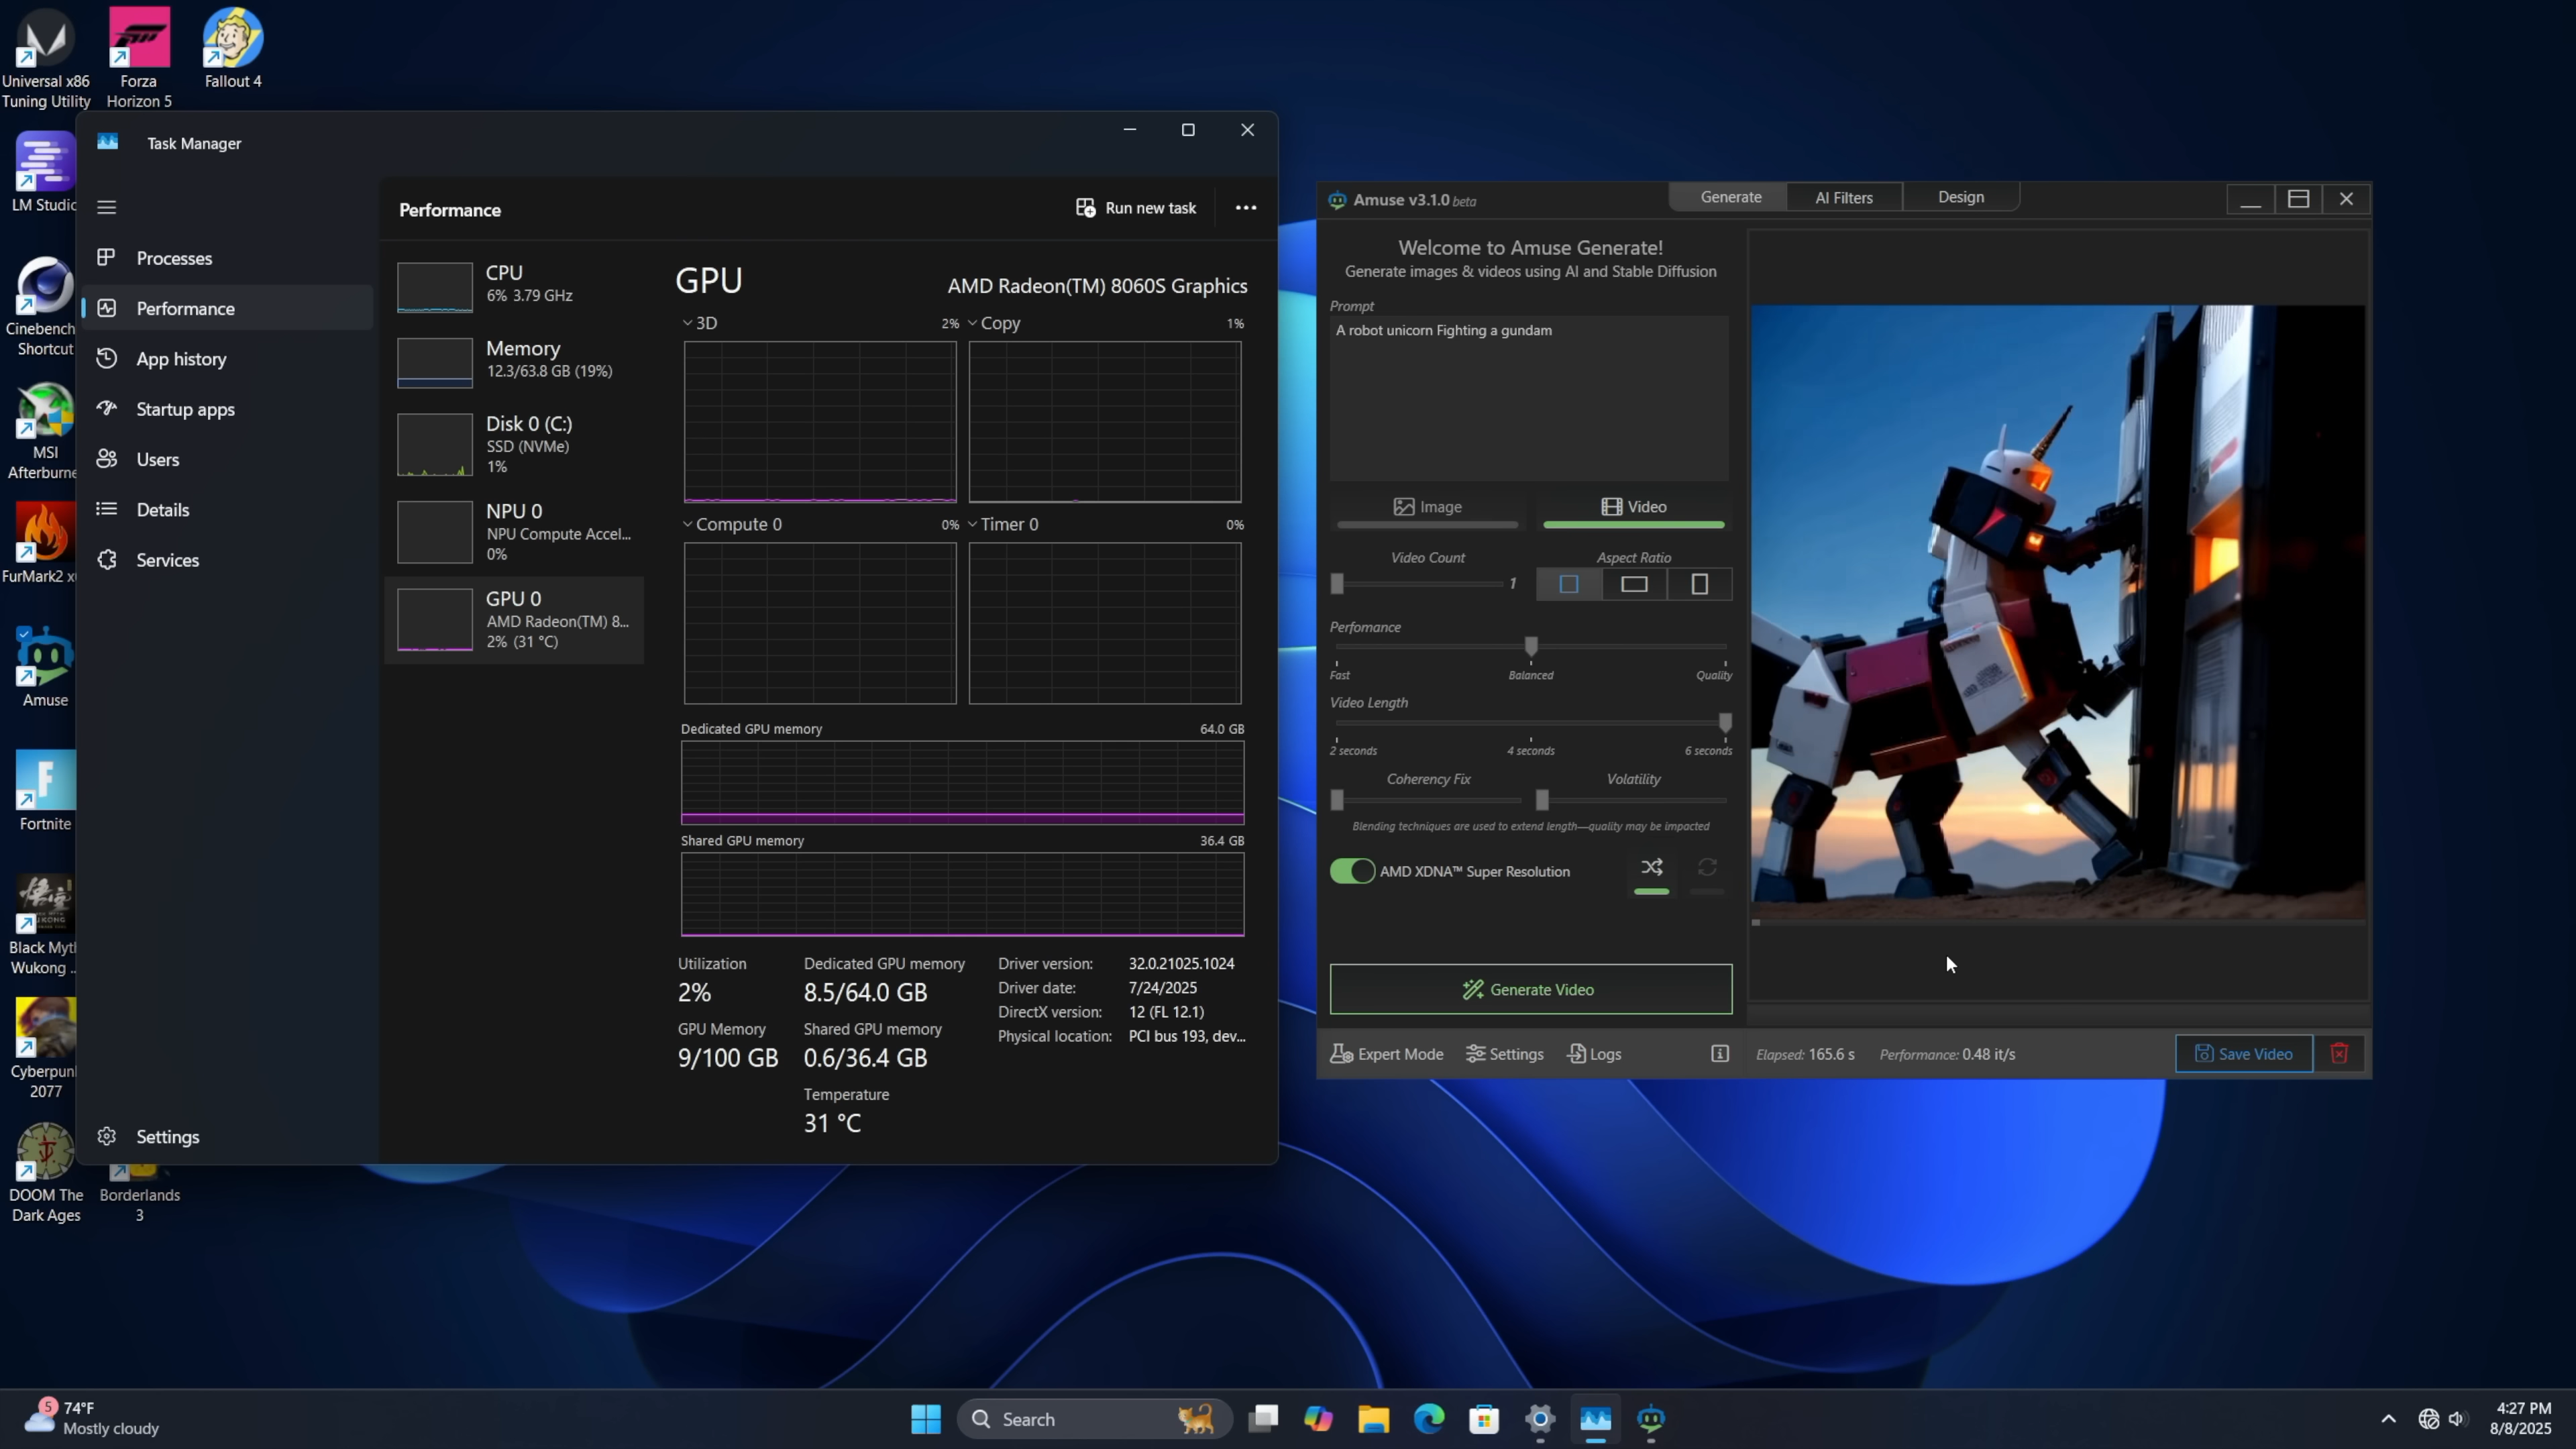 Universal x86
Tuning Utility
Forza
Horizon 5
Fallout 4
LM Studio
Cinebench
Shortcut
MSI
Afterburne
FurMark2 x
Amuse
Fortnite
Black Myt
Wukong ..
Cyberpun
2077
DOOM The
Dark Ages
Borderlands
3
Task Manager
Processes
Performance
App history
Startup apps
Users
Details
Services
Settings
Performance
Run new task
CPU
6% 3.79 GHz
Memory
12.3/63.8 GB (19%)
Disk 0 (C:)
SSD (NVMe)
1%
NPU 0
NPU Compute Accel...
0%
GPU 0
AMD Radeon(TM) 8...
2% (31 °C)
GPU
AMD Radeon(TM) 8060S Graphics
3D 2%
Copy 1%
Compute 0 0%
Timer 0 0%
Dedicated GPU memory 64.0 GB
Shared GPU memory 36.4 GB
Utilization
2%
GPU Memory
9/100 GB
Dedicated GPU memory
8.5/64.0 GB
Shared GPU memory
0.6/36.4 GB
Temperature
31 °C
Driver version: 32.0.21025.1024
Driver date: 7/24/2025
DirectX version: 12 (FL 12.1)
Physical location: PCI bus 193, dev...
Amuse v3.1.0 beta
Generate
AI Filters
Design
Welcome to Amuse Generate!
Generate images & videos using AI and Stable Diffusion
Prompt
A robot unicorn Fighting a gundam
Image
Video
Video Count
1
Aspect Ratio
Perfomance
Fast Balanced Quality
Video Length
2 seconds 4 seconds 6 seconds
Coherency Fix
Volatility
Blending techniques are used to extend length—quality may be impacted
AMD XDNA™ Super Resolution
Generate Video
Expert Mode
Settings
Logs
Elapsed: 165.6 s
Performance: 0.48 it/s
Save Video
5
74°F
Mostly cloudy
Search
4:27 PM
8/8/2025